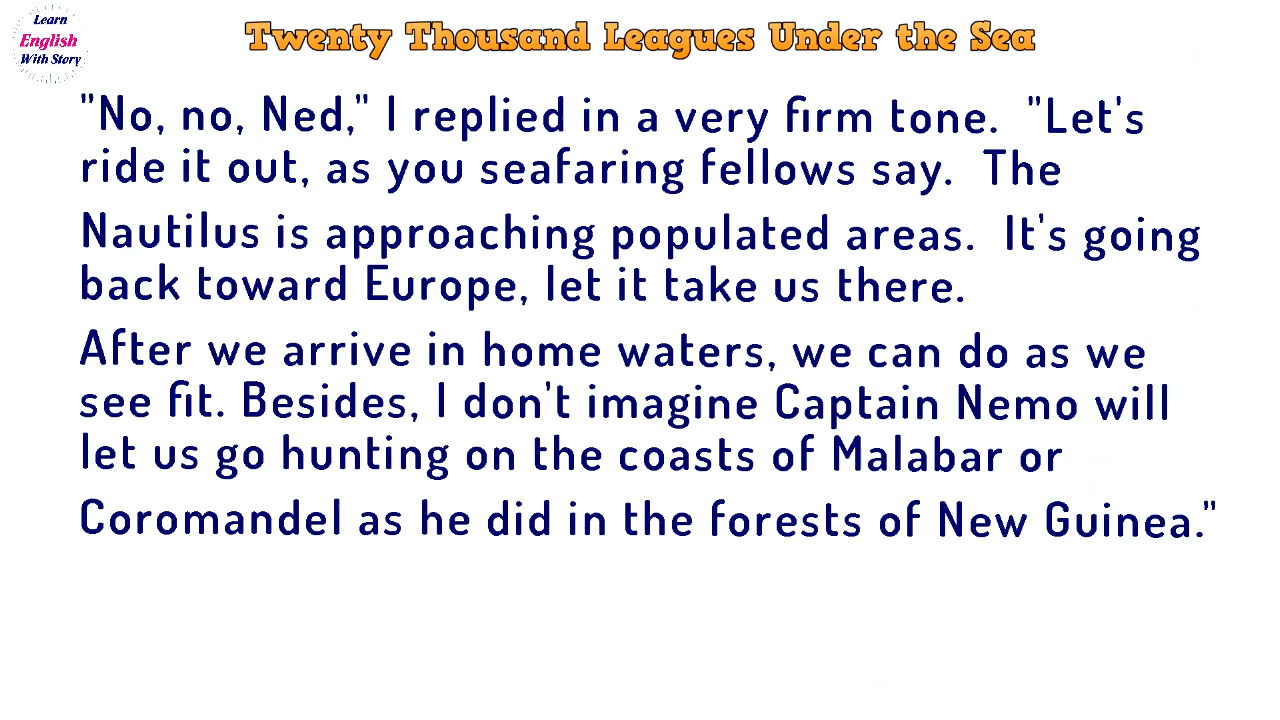 Learn
English
With Story
Twenty Thousand Leagues Under the Sea
"No, no, Ned," I replied in a very firm tone.  "Let's
ride it out, as you seafaring fellows say.  The
Nautilus is approaching populated areas.  It's going
back toward Europe, let it take us there.
After we arrive in home waters, we can do as we
see fit. Besides, I don't imagine Captain Nemo will
let us go hunting on the coasts of Malabar or
Coromandel as he did in the forests of New Guinea."